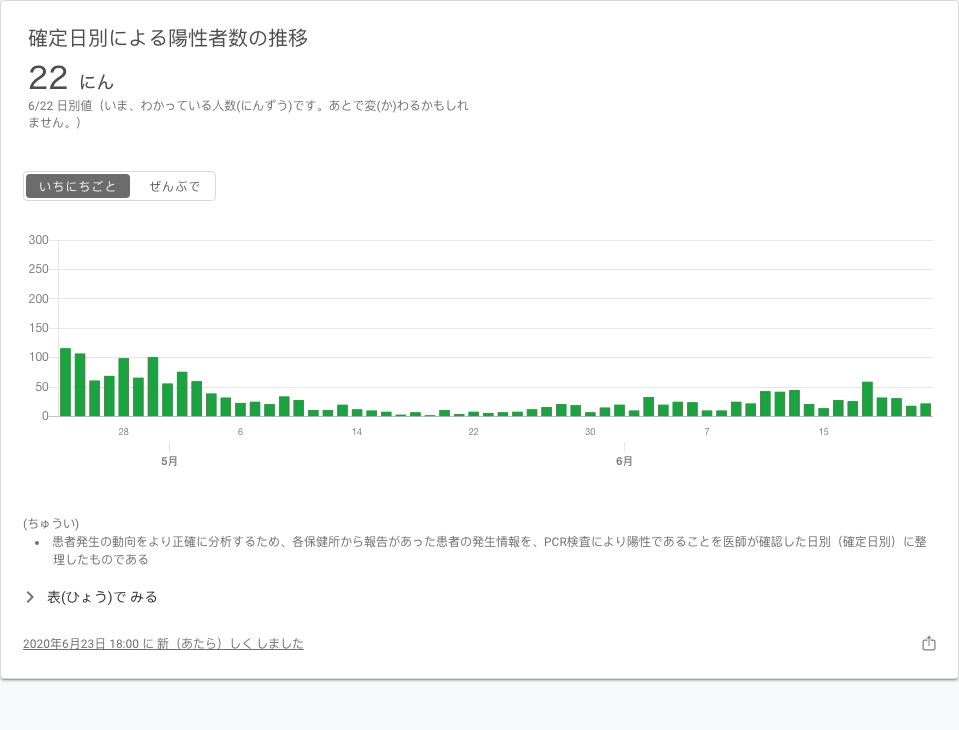 確定日別による陽性者数の推移
22 にん
6/22 日別値（いま、わかっている人数(にんずう)です。あとで変(か)わるかもしれ
ません。）
いちにちごと ぜんぶで
300
250
200
150
100
50
0
28 6 14 22 30 7 15
5月 6月
(ちゅうい)
• 患者発生の動向をより正確に分析するため、各保健所から報告があった患者の発生情報を、PCR検査により陽性であることを医師が確認した日別（確定日別）に整
理したものである
表(ひょう)で みる
2020年6月23日 18:00 に 新（あたら）しく しました